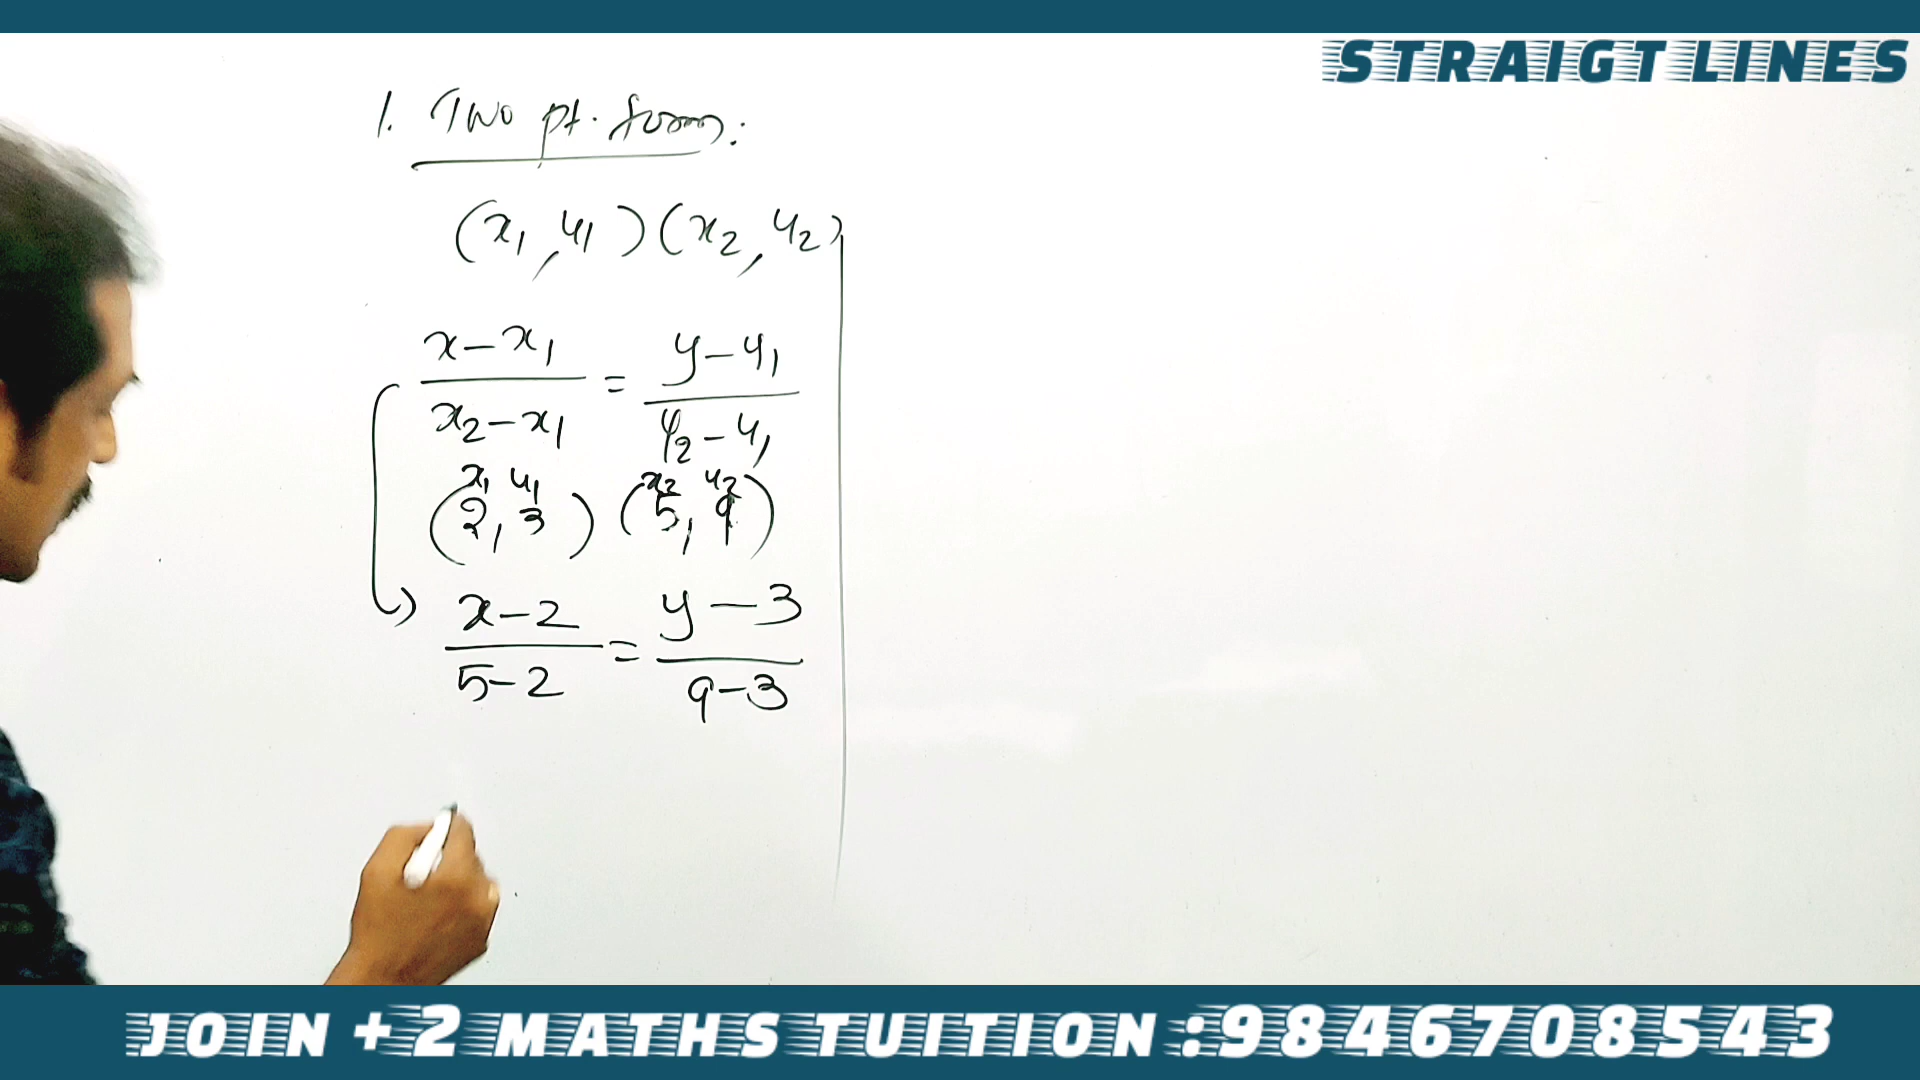 STRAIGT LINES
1. Two pt. form:
(x1, y1) (x2, y2)
x-x1 / x2-x1 = y-y1 / y2-y1
x1 y1 x2 y2
(2, 3) (5, 9)
x-2 / 5-2 = y-3 / 9-3
JOIN +2 MATHS TUITION :9846708543